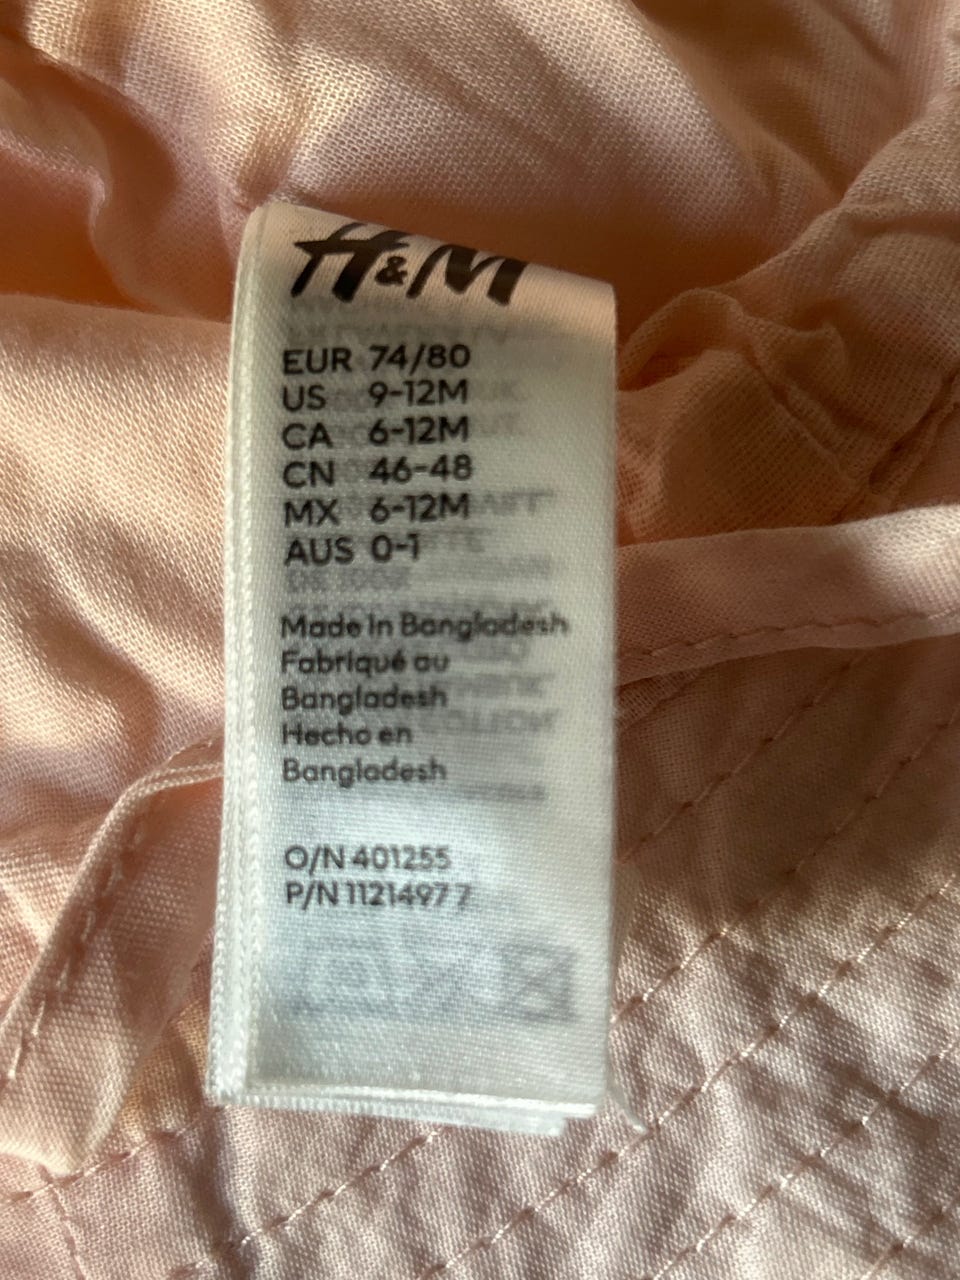 H&M
EUR 74/80
US 9-12M
CA 6-12M
CN 46-48
MX 6-12M
AUS 0-1
Made in Bangladesh
Fabriqué au
Bangladesh
Hecho en
Bangladesh
O/N 401255
P/N 1121497 7